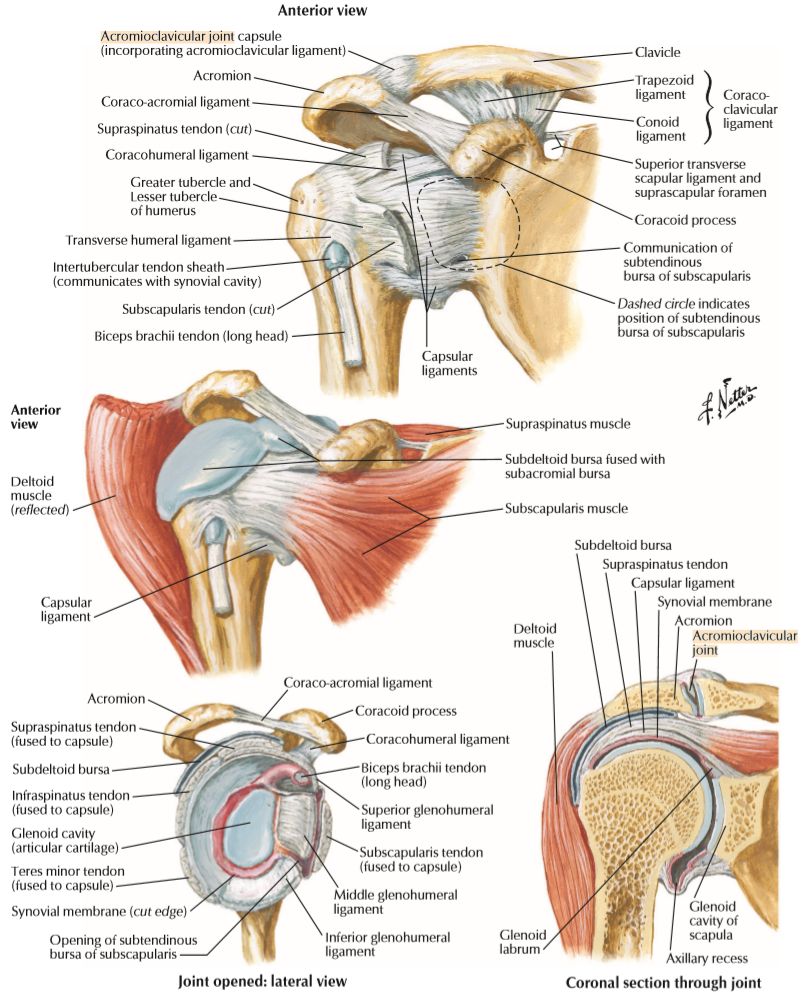 Anterior view
Acromioclavicular joint capsule
(incorporating acromioclavicular ligament)
Acromion
Coraco-acromial ligament
Supraspinatus tendon (cut)
Coracohumeral ligament
Greater tubercle and
Lesser tubercle
of humerus
Transverse humeral ligament
Intertubercular tendon sheath
(communicates with synovial cavity)
Subscapularis tendon (cut)
Biceps brachii tendon (long head)
Clavicle
Trapezoid
ligament
Conoid
ligament
Coraco-
clavicular
ligament
Superior transverse
scapular ligament and
suprascapular foramen
Coracoid process
Communication of
subtendinous
bursa of subscapularis
Dashed circle indicates
position of subtendinous
bursa of subscapularis
Capsular
ligaments
F. Netter
M.D.
Anterior
view
Deltoid
muscle
(reflected)
Capsular
ligament
Supraspinatus muscle
Subdeltoid bursa fused with
subacromial bursa
Subscapularis muscle
Acromion
Supraspinatus tendon
(fused to capsule)
Subdeltoid bursa
Infraspinatus tendon
(fused to capsule)
Glenoid cavity
(articular cartilage)
Teres minor tendon
(fused to capsule)
Synovial membrane (cut edge)
Opening of subtendinous
bursa of subscapularis
Coraco-acromial ligament
Coracoid process
Coracohumeral ligament
Biceps brachii tendon
(long head)
Superior glenohumeral
ligament
Subscapularis tendon
(fused to capsule)
Middle glenohumeral
ligament
Inferior glenohumeral
ligament
Joint opened: lateral view
Subdeltoid bursa
Supraspinatus tendon
Capsular ligament
Synovial membrane
Acromion
Acromioclavicular
joint
Deltoid
muscle
Glenoid
labrum
Glenoid
cavity of
scapula
Axillary recess
Coronal section through joint